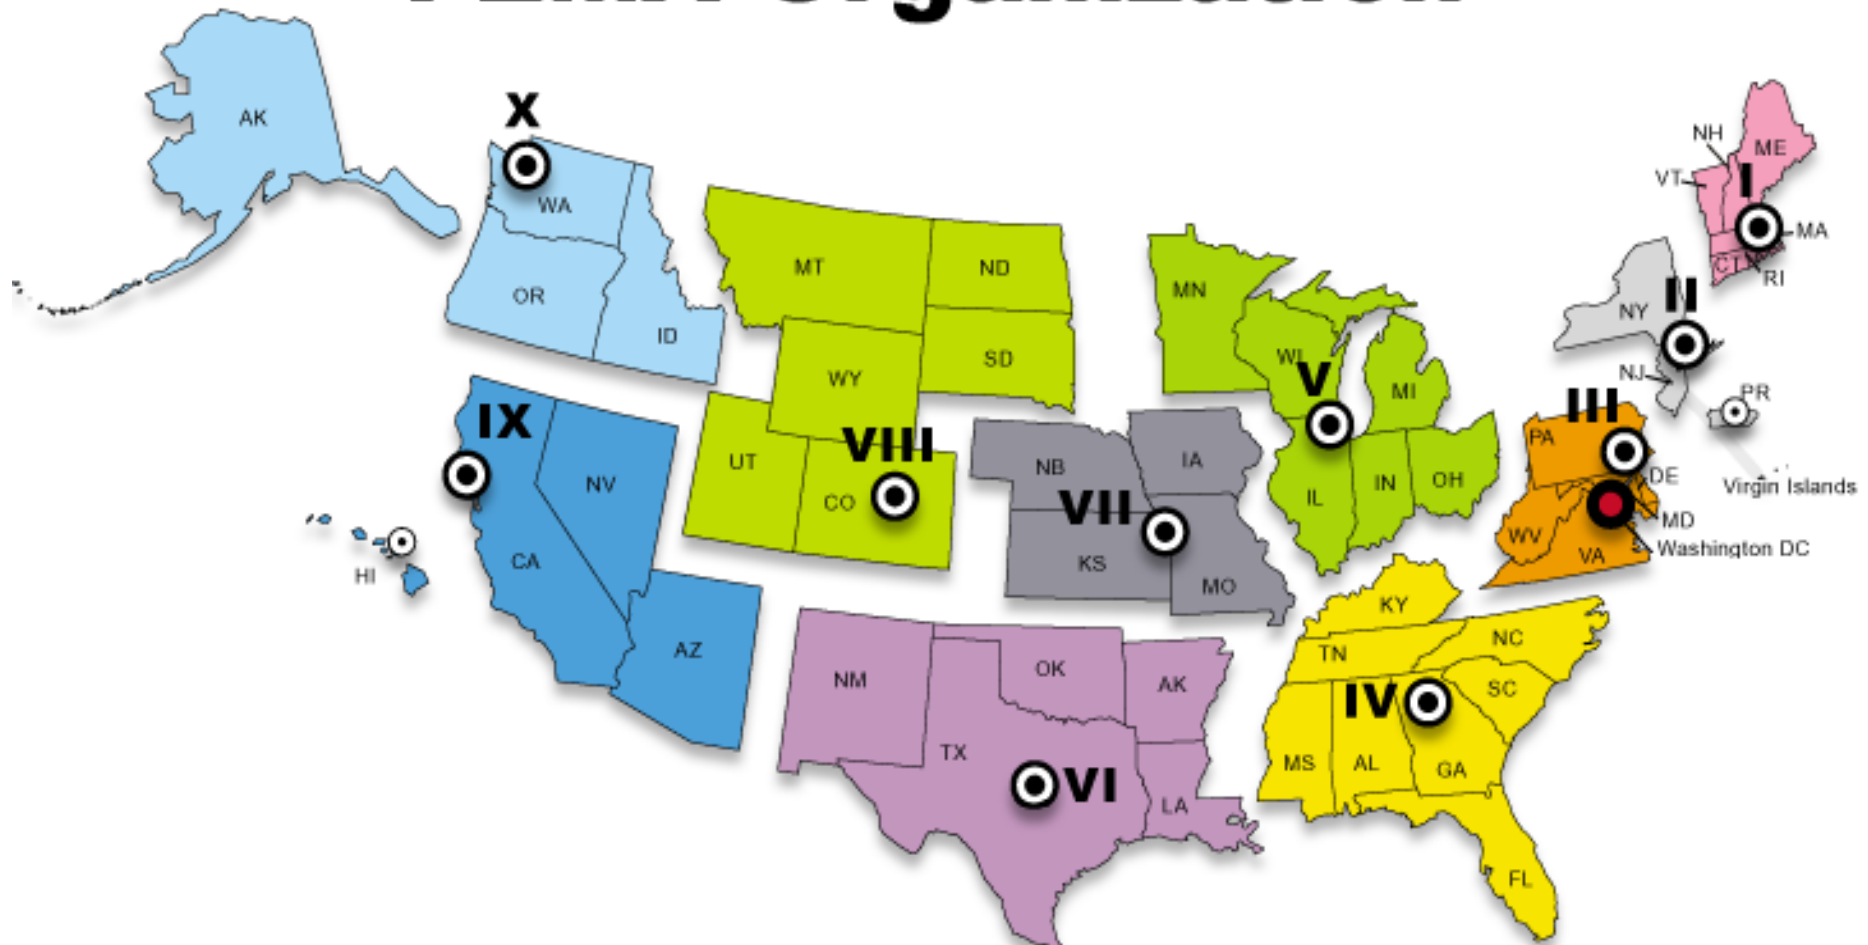 Organization
AK
X
WA
OR
ID
MT
ND
SD
WY
UT
CO
VIII
IX
NV
CA
AZ
HI
NB
IA
VII
KS
MO
NM
OK
AK
TX
VI
LA
MN
WI
V
MI
IL
IN
OH
KY
TN
NC
SC
IV
MS
AL
GA
FL
NH
ME
VT
I
MA
CT
RI
NY
II
NJ
PR
III
PA
DE
Virgin Islands
MD
WV
VA
Washington DC